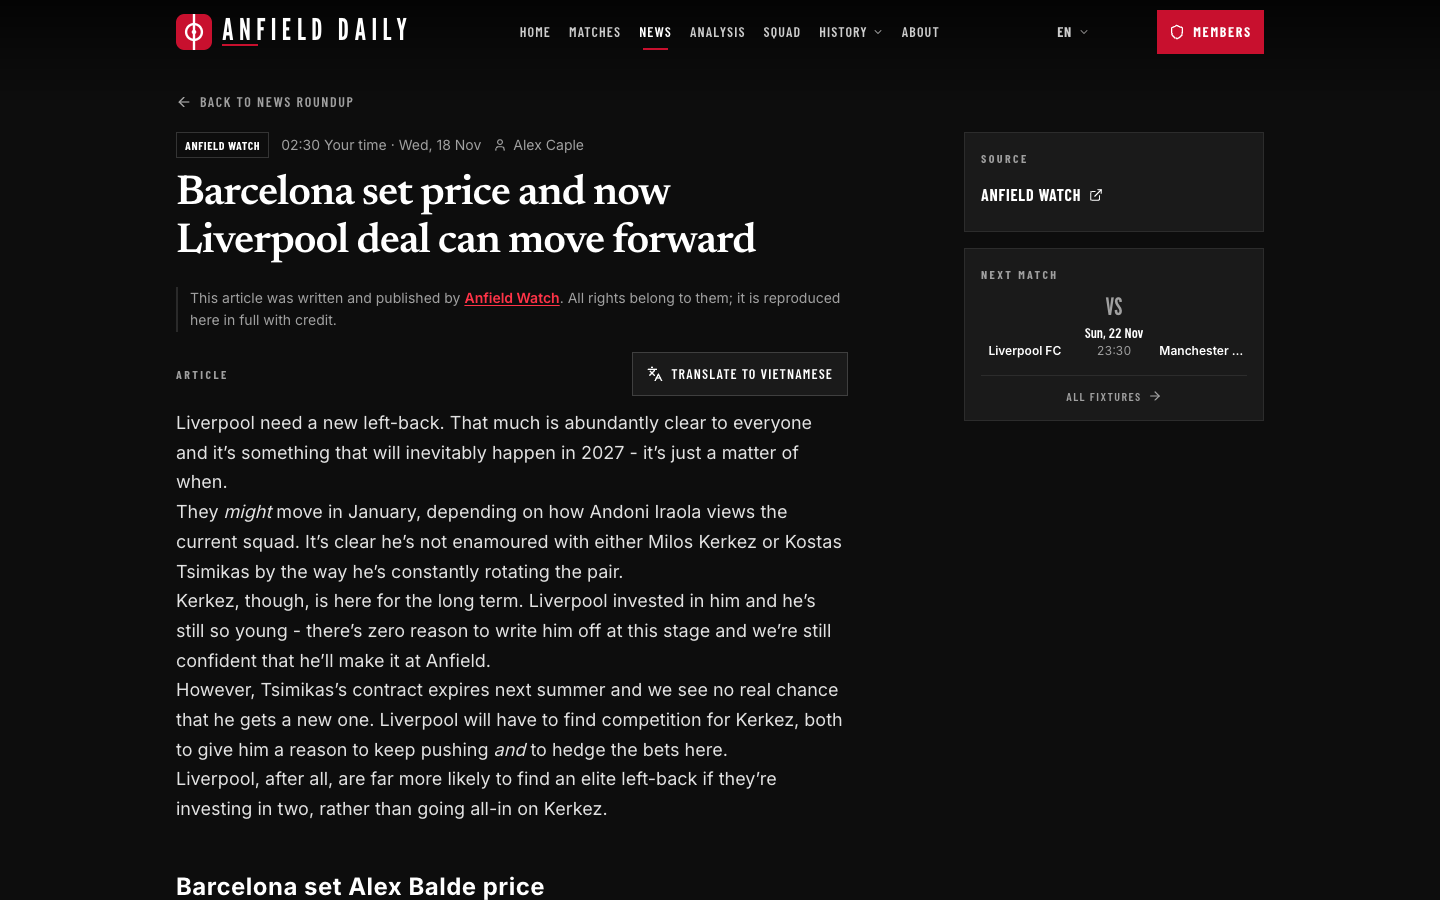 ANFIELD DAILY
HOME MATCHES NEWS ANALYSIS SQUAD HISTORY ABOUT
EN
MEMBERS
BACK TO NEWS ROUNDUP
ANFIELD WATCH 02:30 Your time · Wed, 18 Nov Alex Caple
Barcelona set price and now
Liverpool deal can move forward
This article was written and published by Anfield Watch. All rights belong to them; it is reproduced
here in full with credit.
ARTICLE
TRANSLATE TO VIETNAMESE
Liverpool need a new left-back. That much is abundantly clear to everyone
and it’s something that will inevitably happen in 2027 - it’s just a matter of
when.
They might move in January, depending on how Andoni Iraola views the
current squad. It’s clear he’s not enamoured with either Milos Kerkez or Kostas
Tsimikas by the way he’s constantly rotating the pair.
Kerkez, though, is here for the long term. Liverpool invested in him and he’s
still so young - there’s zero reason to write him off at this stage and we’re still
confident that he’ll make it at Anfield.
However, Tsimikas’s contract expires next summer and we see no real chance
that he gets a new one. Liverpool will have to find competition for Kerkez, both
to give him a reason to keep pushing and to hedge the bets here.
Liverpool, after all, are far more likely to find an elite left-back if they’re
investing in two, rather than going all-in on Kerkez.
Barcelona set Alex Balde price
SOURCE
ANFIELD WATCH
NEXT MATCH
VS
Sun, 22 Nov
Liverpool FC 23:30 Manchester ...
ALL FIXTURES